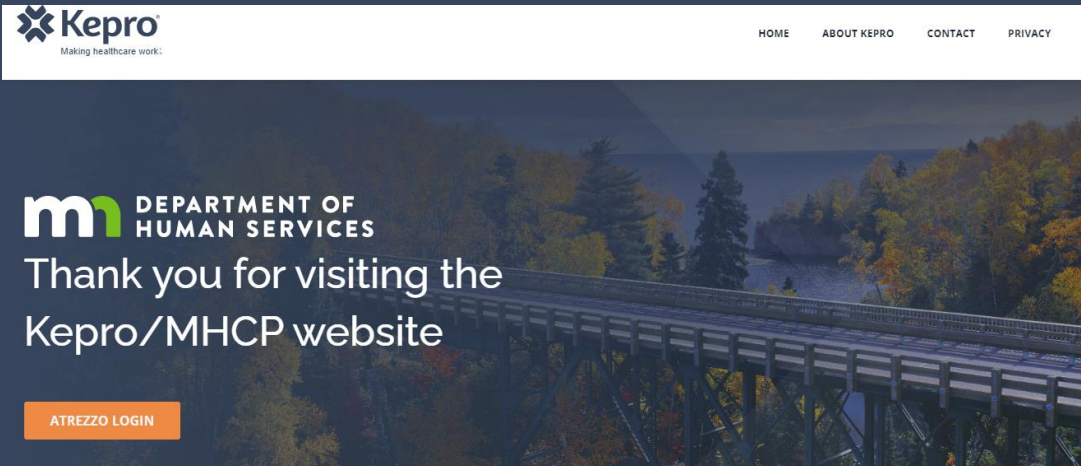 Kepro
Making healthcare work
HOME ABOUT KEPRO CONTACT PRIVACY
mn DEPARTMENT OF
HUMAN SERVICES
Thank you for visiting the
Kepro/MHCP website
ATREZZO LOGIN